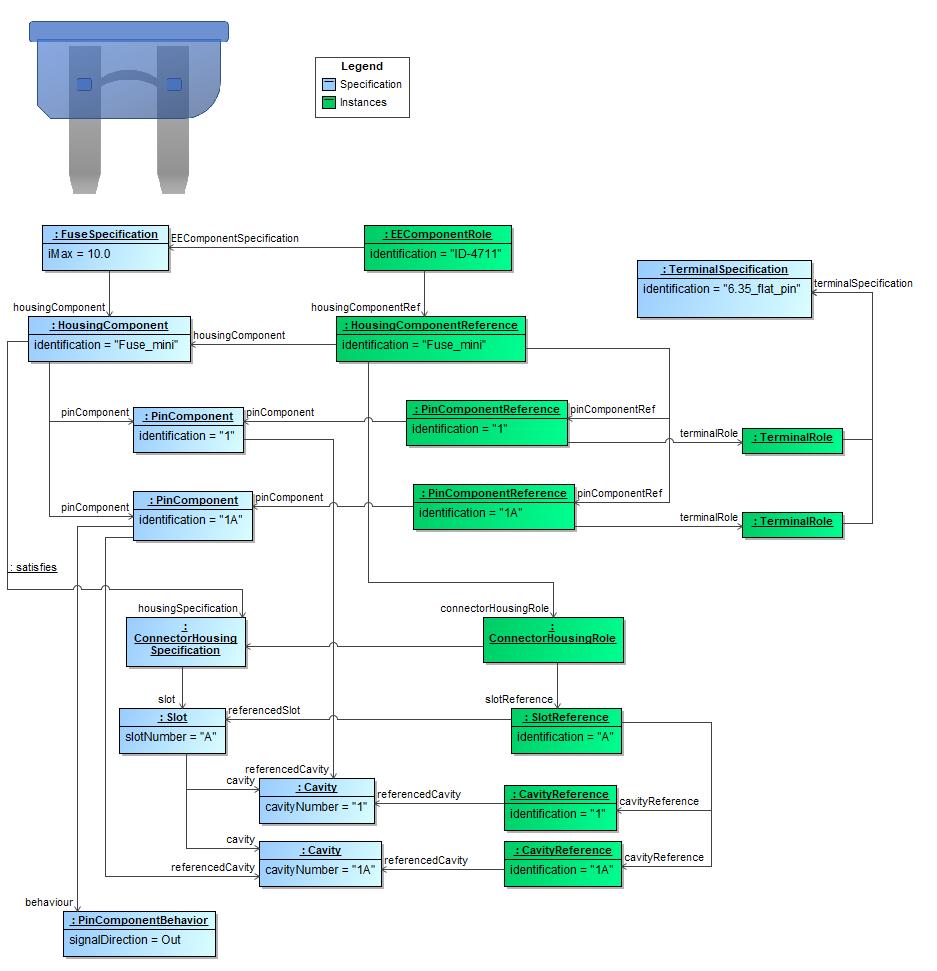 Legend
Specification
Instances
: FuseSpecification
iMax = 10.0
EEComponentSpecification
: EEComponentRole
identification = "ID-4711"
: TerminalSpecification
identification = "6.35_flat_pin"
terminalSpecification
housingComponent
housingComponentRef
: HousingComponent
identification = "Fuse_mini"
housingComponent
: HousingComponentReference
identification = "Fuse_mini"
pinComponent
: PinComponent
identification = "1"
pinComponent
: PinComponentReference
identification = "1"
pinComponentRef
terminalRole
: TerminalRole
pinComponent
: PinComponent
identification = "1A"
pinComponent
: PinComponentReference
identification = "1A"
pinComponentRef
terminalRole
: TerminalRole
: satisfies
housingSpecification
connectorHousingRole
:
ConnectorHousing
Specification
:
ConnectorHousingRole
slot
slotReference
: Slot
slotNumber = "A"
referencedSlot
: SlotReference
identification = "A"
referencedCavity
cavity
: Cavity
cavityNumber = "1"
referencedCavity
: CavityReference
identification = "1"
cavityReference
cavity
referencedCavity
: Cavity
cavityNumber = "1A"
referencedCavity
: CavityReference
identification = "1A"
cavityReference
behaviour
: PinComponentBehavior
signalDirection = Out